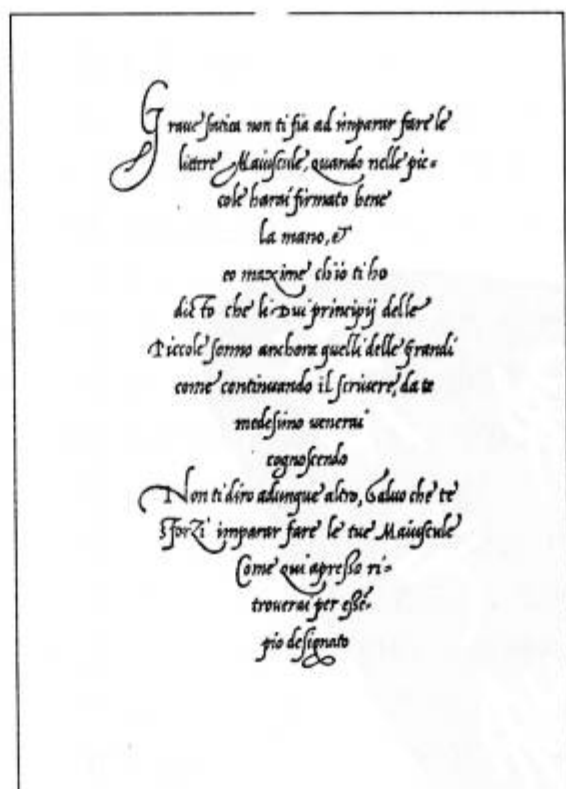 Graue fatica non ti fia ad imparar fare le
littere Maiuscule, quando nelle pic=
cole harai firmato bene
la mano, &
eo maxime ch'io ti ho
dicto che li Dui principij delle
Piccole sonno anchora quelli delle Grandi
come continuando il scriuere, da te
medesimo uenerai
cognoscendo
Non ti diro adunque altro, Saluo che te
sforzi imparar fare le tue Maiuscule
Come qui apresso ri=
trouerai per essē=
pio designato